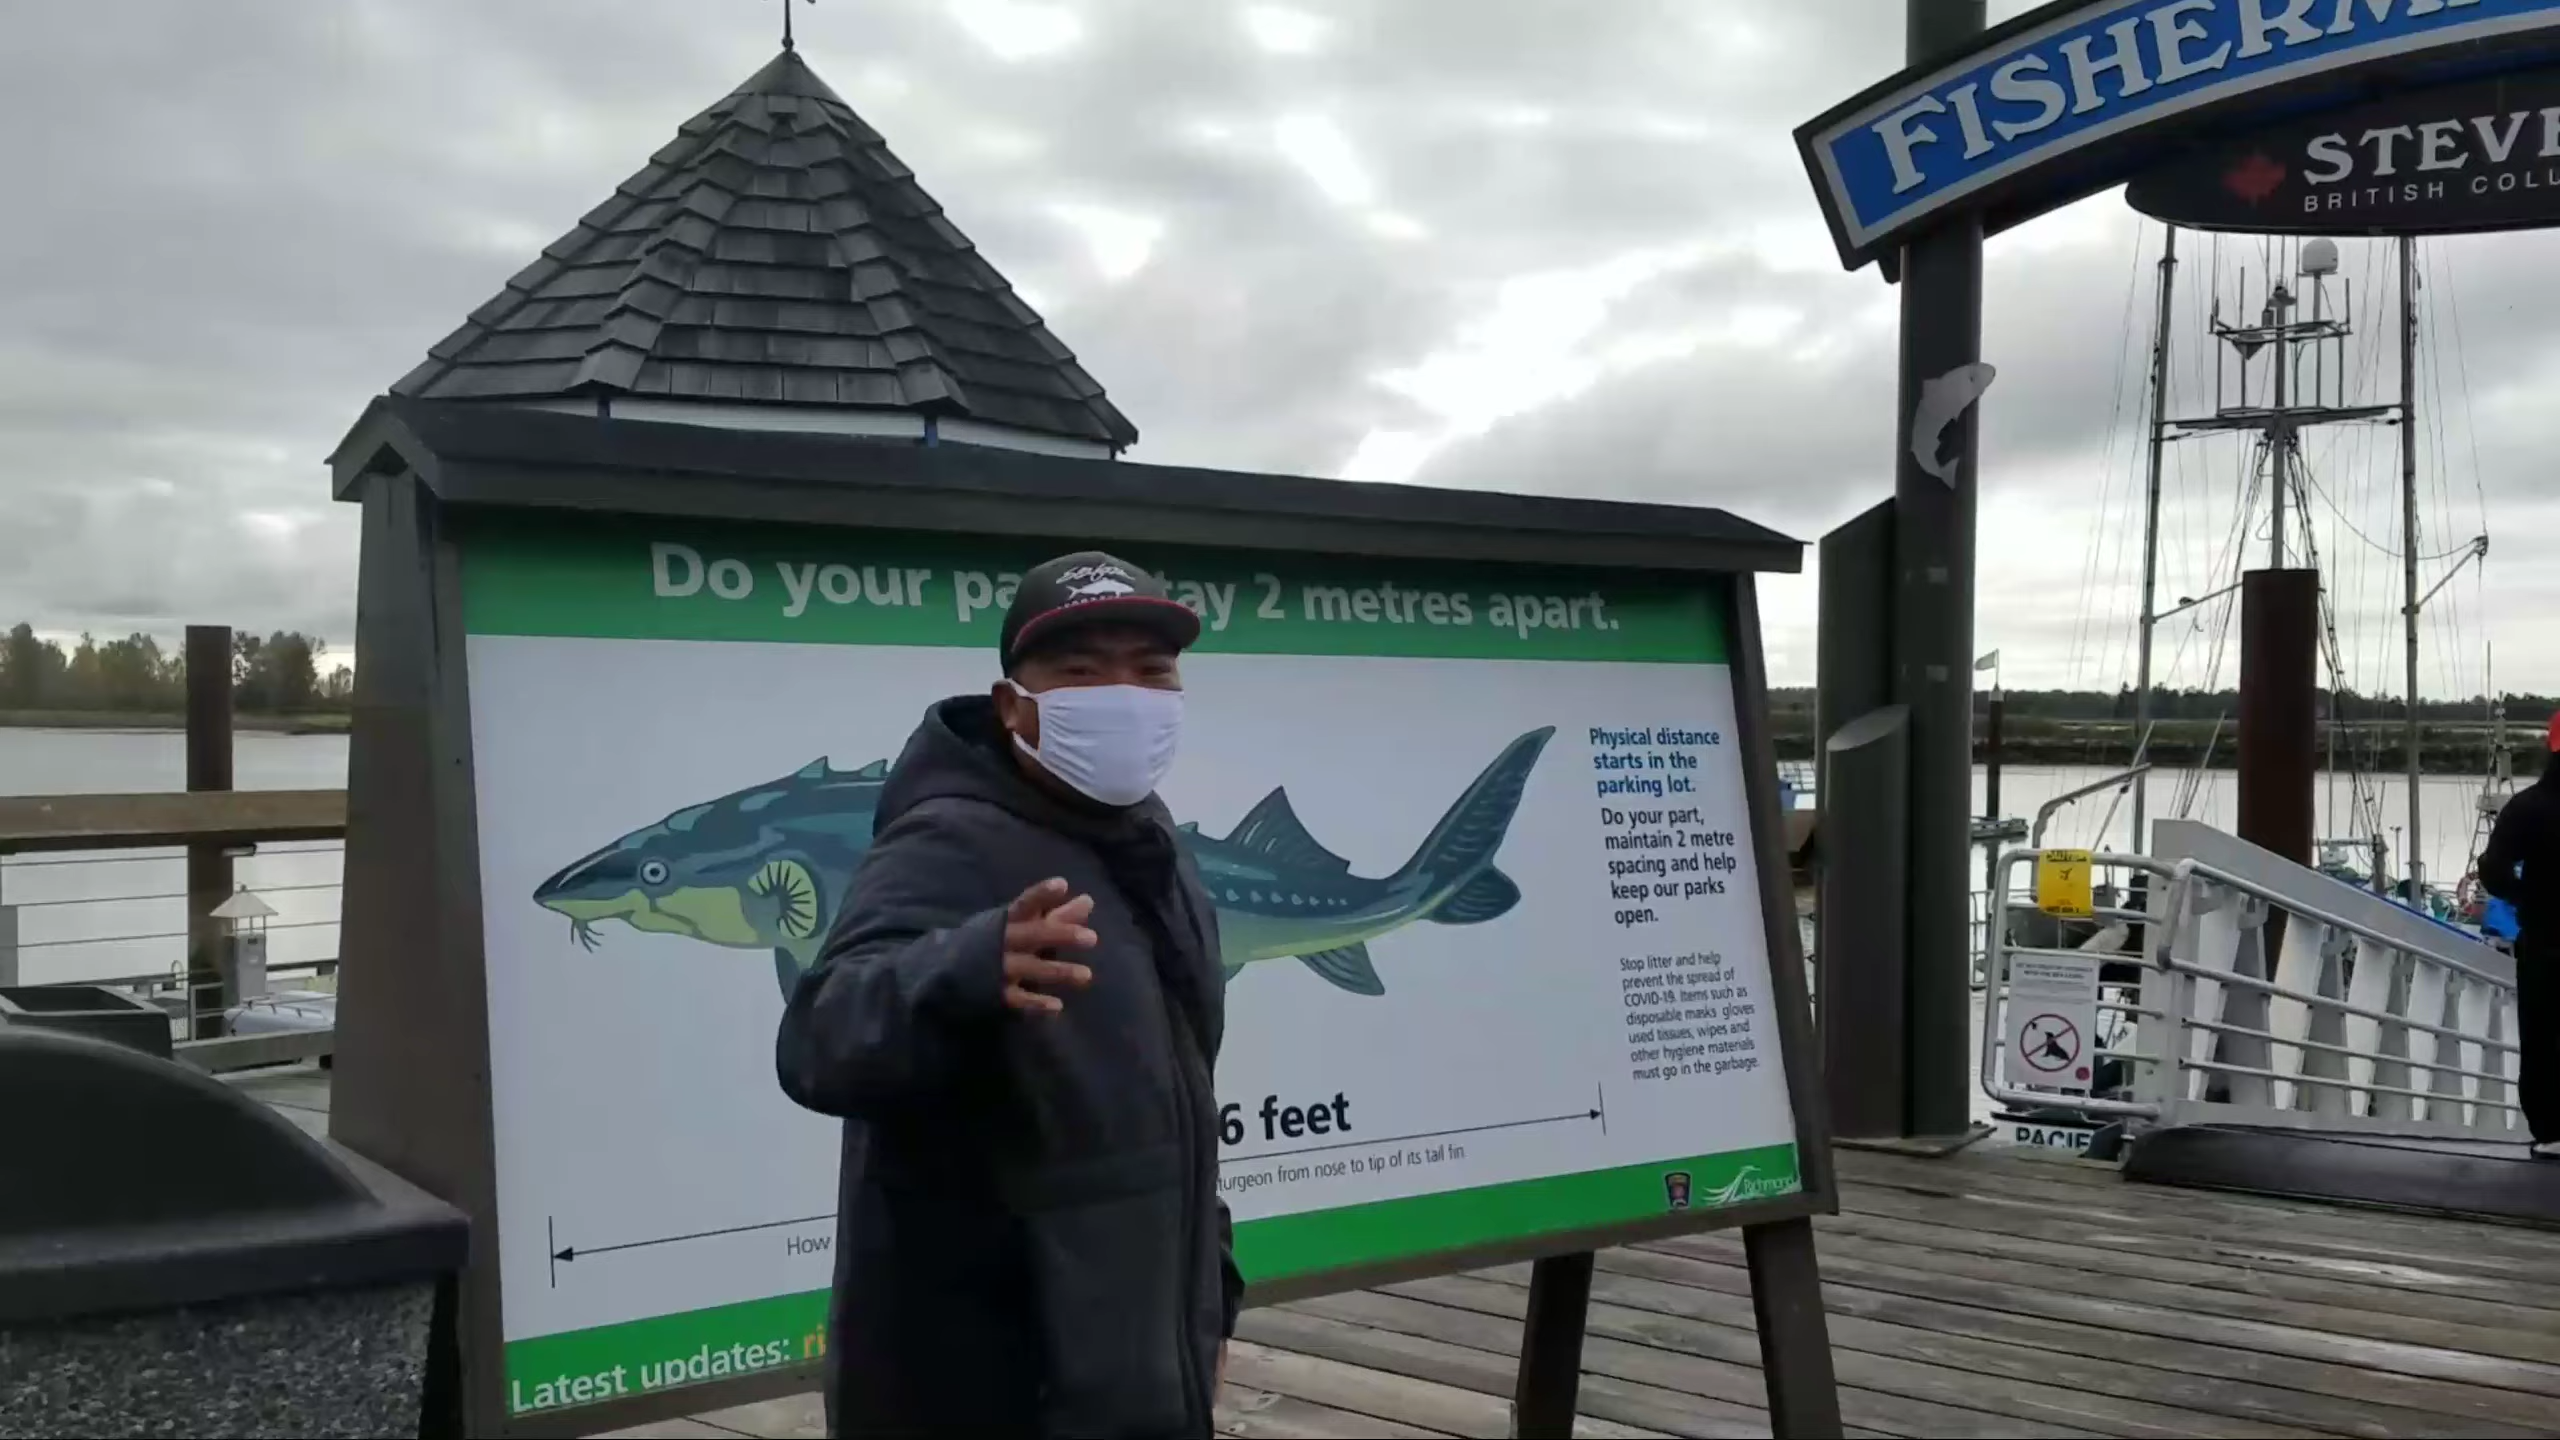 FISHERM
STEVE
BRITISH COLU
Do your pa tay 2 metres apart.
Physical distance
starts in the
parking lot.
Do your part,
maintain 2 metre
spacing and help
keep our parks
open.
Stop litter and help
prevent the spread of
COVID-19. Items such as
disposable masks gloves
used tissues, wipes and
other hygiene materials
must go in the garbage.
6 feet
How
turgeon from nose to tip of its tail fin
Richmond
Latest updates: ri
CAUTION
PACIF